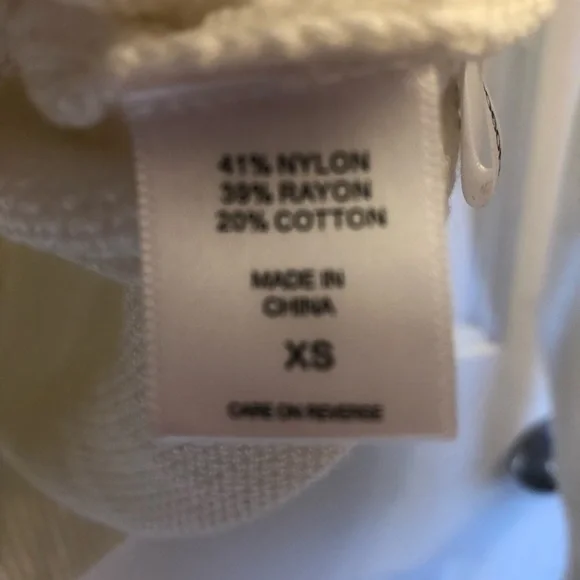 41% NYLON
39% RAYON
20% COTTON
MADE IN
CHINA
XS
CARE ON REVERSE